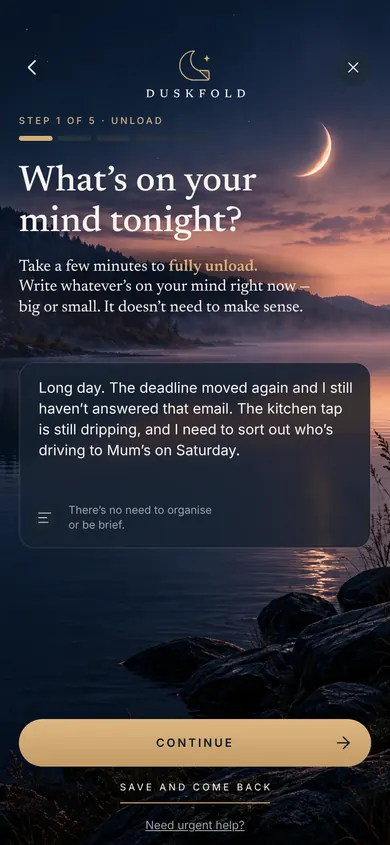 DUSKFOLD
STEP 1 OF 5 · UNLOAD
What's on your
mind tonight?
Take a few minutes to fully unload.
Write whatever's on your mind right now –
big or small. It doesn't need to make sense.
Long day. The deadline moved again and I still
haven't answered that email. The kitchen tap
is still dripping, and I need to sort out who's
driving to Mum's on Saturday.
There's no need to organise
or be brief.
CONTINUE
SAVE AND COME BACK
Need urgent help?